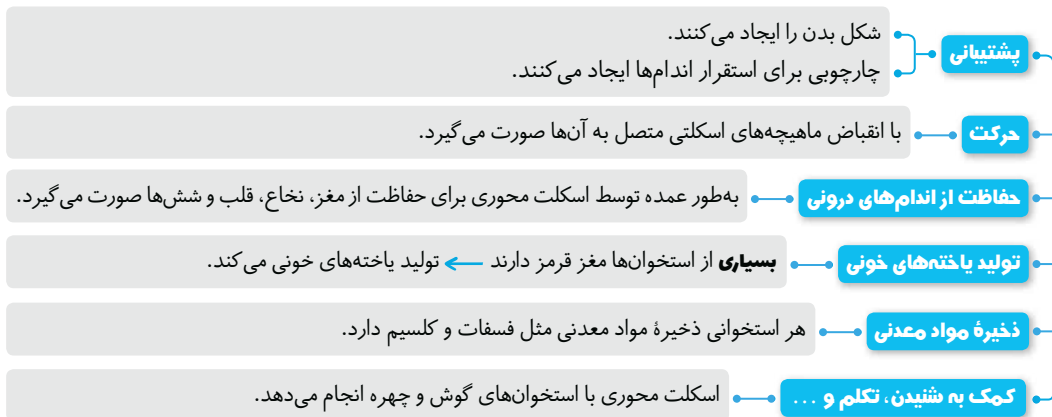 پشتیبانی
شکل بدن را ایجاد می‌کنند.
چارچوبی برای استقرار اندام‌ها ایجاد می‌کنند.
حرکت
با انقباض ماهیچه‌های اسکلتی متصل به آن‌ها صورت می‌گیرد.
حفاظت از اندام‌های درونی
به‌طور عمده توسط اسکلت محوری برای حفاظت از مغز، نخاع، قلب و شش‌ها صورت می‌گیرد.
تولید یاخته‌های خونی
بسیاری از استخوان‌ها مغز قرمز دارند ← تولید یاخته‌های خونی می‌کند.
ذخیرۀ مواد معدنی
هر استخوانی ذخیرۀ مواد معدنی مثل فسفات و کلسیم دارد.
کمک به شنیدن، تکلم و ...
اسکلت محوری با استخوان‌های گوش و چهره انجام می‌دهد.